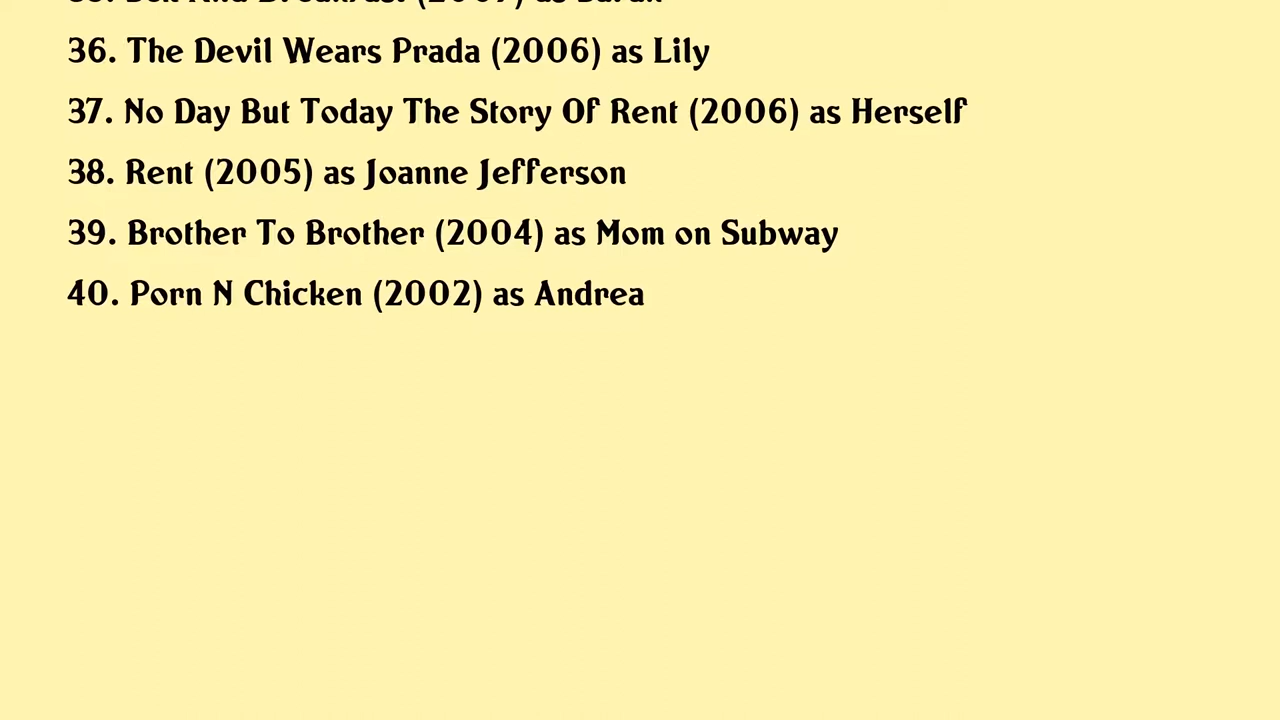 36. The Devil Wears Prada (2006) as Lily
37. No Day But Today The Story Of Rent (2006) as Herself
38. Rent (2005) as Joanne Jefferson
39. Brother To Brother (2004) as Mom on Subway
40. Porn N Chicken (2002) as Andrea